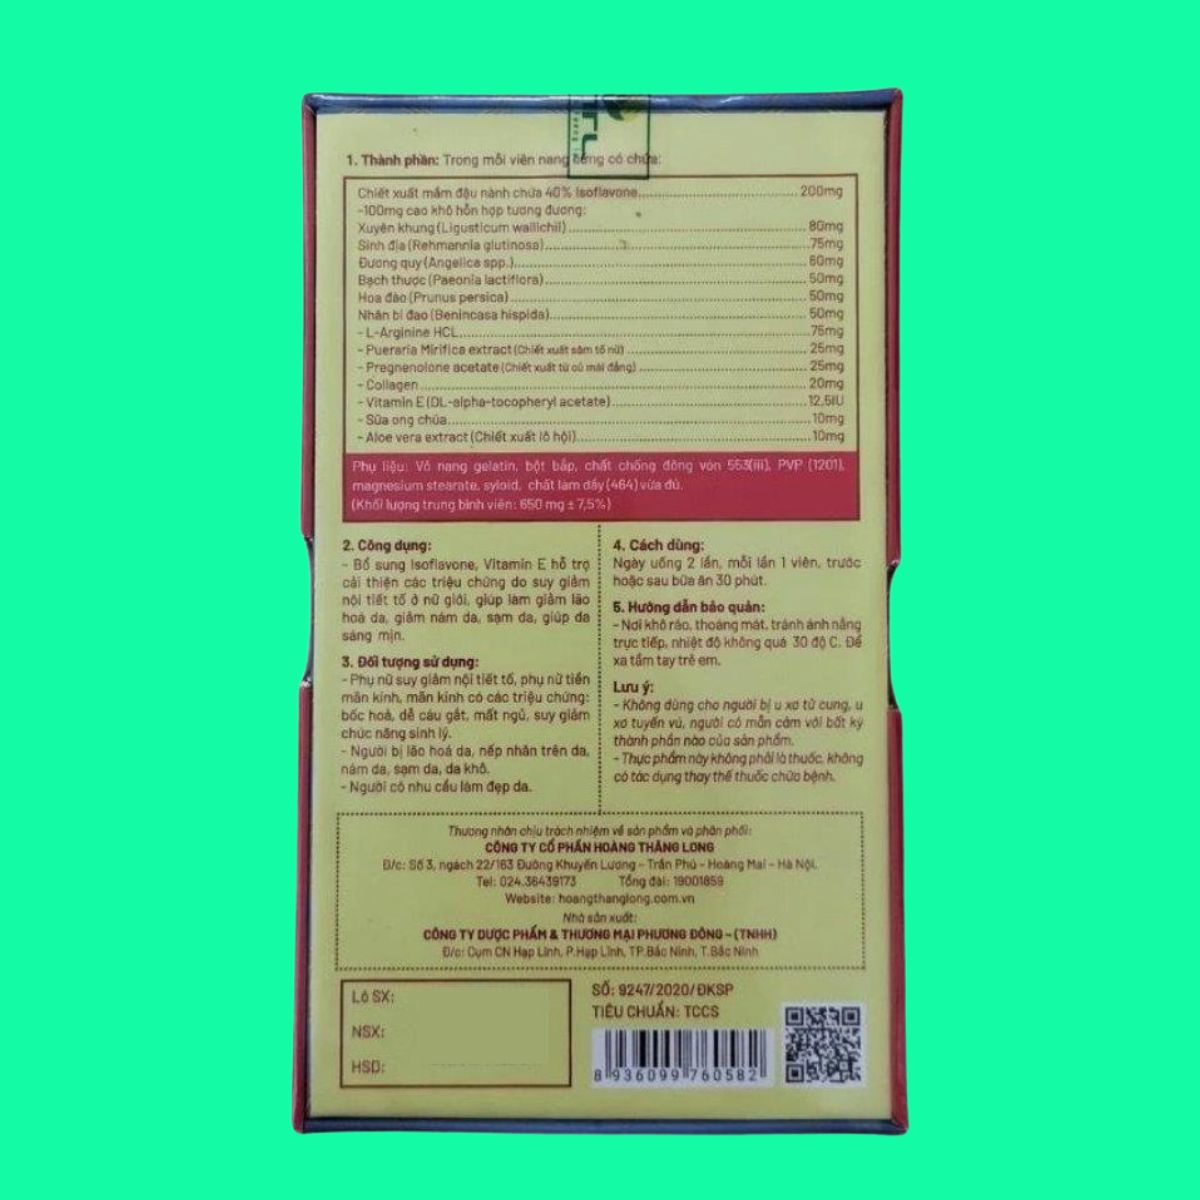 1. Thành phần: Trong mỗi viên nang cứng có chứa:
Chiết xuất mầm đậu nành chứa 40% Isoflavone 200mg
-100mg cao khô hỗn hợp tương đương:
Xuyên khung (Ligusticum wallichii) 80mg
Sinh địa (Rehmannia glutinosa) 75mg
Đương quy (Angelica spp.) 60mg
Bạch thược (Paeonia lactiflora) 50mg
Hoa đào (Prunus persica) 50mg
Nhân bí đao (Benincasa hispida) 50mg
- L-Arginine HCL 75mg
- Pueraria Mirifica extract (Chiết xuất sâm tố nữ) 25mg
- Pregnenolone acetate (Chiết xuất từ củ mài đắng) 25mg
- Collagen 20mg
- Vitamin E (DL-alpha-tocopheryl acetate) 12,5IU
- Sữa ong chúa 10mg
- Aloe vera extract (Chiết xuất lô hội) 10mg
Phụ liệu: Vỏ nang gelatin, bột bắp, chất chống đông vón 553(iii), PVP (1201),
magnesium stearate, syloid, chất làm dầy (464) vừa đủ.
(Khối lượng trung bình viên: 650 mg ± 7,5%)
2. Công dụng:
- Bổ sung Isoflavone, Vitamin E hỗ trợ
cải thiện các triệu chứng do suy giảm
nội tiết tố ở nữ giới, giúp làm giảm lão
hoá da, giảm nám da, sạm da, giúp da
sáng mịn.
3. Đối tượng sử dụng:
- Phụ nữ suy giảm nội tiết tố, phụ nữ tiền
mãn kinh, mãn kinh có các triệu chứng:
bốc hoả, dễ cáu gắt, mất ngủ, suy giảm
chức năng sinh lý.
- Người bị lão hoá da, nếp nhăn trên da,
nám da, sạm da, da khô.
- Người có nhu cầu làm đẹp da.
4. Cách dùng:
Ngày uống 2 lần, mỗi lần 1 viên, trước
hoặc sau bữa ăn 30 phút.
5. Hướng dẫn bảo quản:
- Nơi khô ráo, thoáng mát, tránh ánh nắng
trực tiếp, nhiệt độ không quá 30 độ C. Để
xa tầm tay trẻ em.
Lưu ý:
- Không dùng cho người bị u xơ tử cung, u
xơ tuyến vú, người có mẫn cảm với bất kỳ
thành phần nào của sản phẩm.
- Thực phẩm này không phải là thuốc, không
có tác dụng thay thế thuốc chữa bệnh.
Thương nhân chịu trách nhiệm về sản phẩm và phân phối:
CÔNG TY CỔ PHẦN HOÀNG THĂNG LONG
Đ/c: Số 3, ngách 22/163 Đường Khuyến Lương - Trần Phú - Hoàng Mai - Hà Nội.
Tel: 024.36439173 Tổng đài: 19001859
Website: hoangthanglong.com.vn
Nhà sản xuất:
CÔNG TY DƯỢC PHẨM & THƯƠNG MẠI PHƯƠNG ĐÔNG - (TNHH)
Đ/c: Cụm CN Hạp Lĩnh, P.Hạp Lĩnh, TP.Bắc Ninh, T.Bắc Ninh
Lô SX:
NSX:
HSD:
SỐ: 9247/2020/ĐKSP
TIÊU CHUẨN: TCCS
8 936099 760582